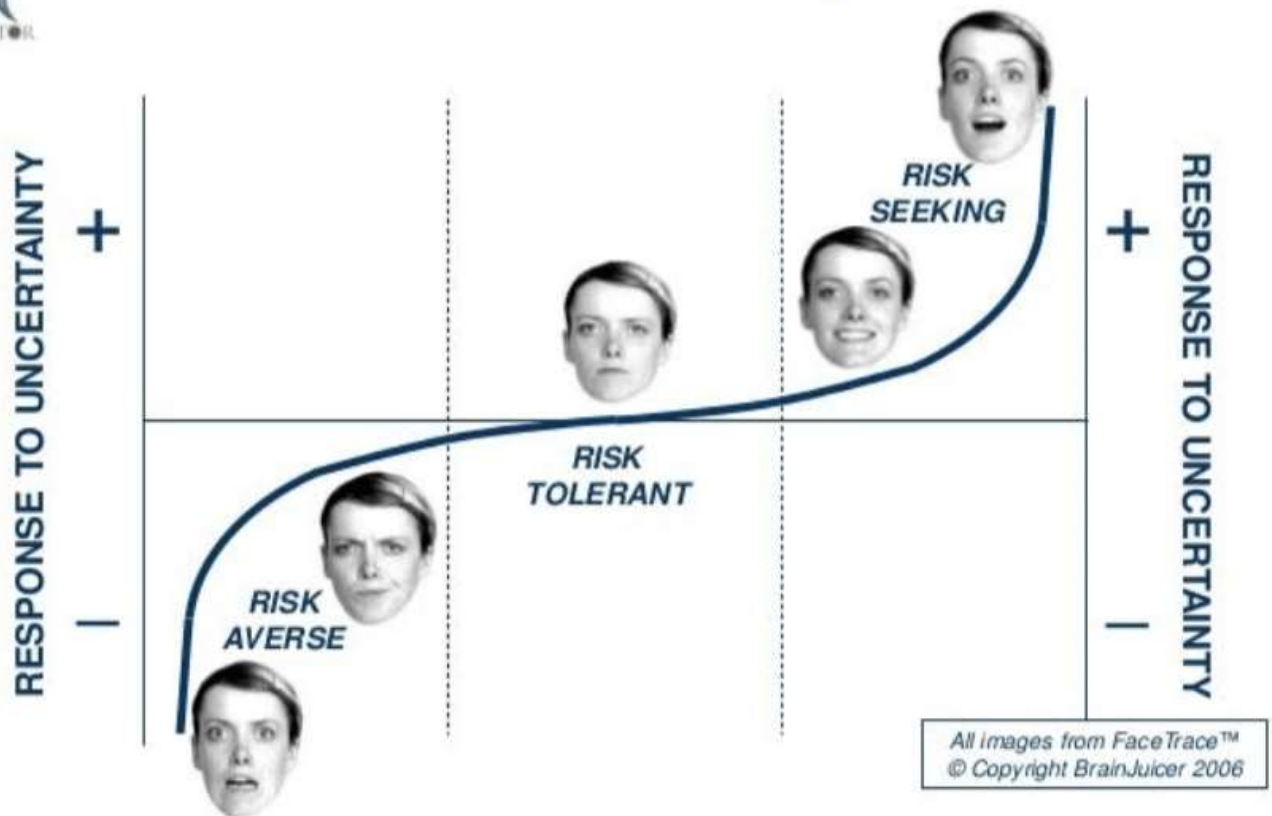 RESPONSE TO UNCERTAINTY
+
–
RISK
SEEKING
RISK
TOLERANT
RISK
AVERSE
+
–
RESPONSE TO UNCERTAINTY
All images from FaceTrace™
© Copyright BrainJuicer 2006